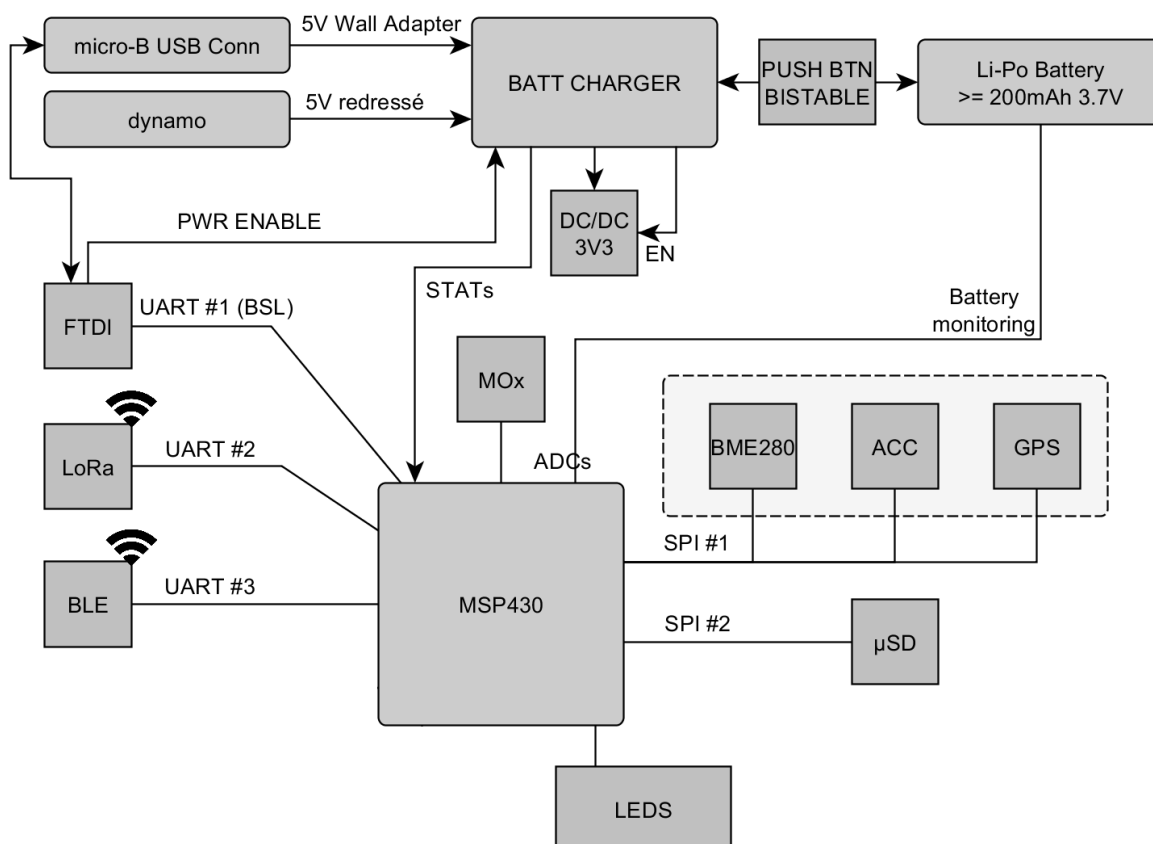 micro-B USB Conn
5V Wall Adapter
BATT CHARGER
PUSH BTN
BISTABLE
Li-Po Battery
>= 200mAh 3.7V
dynamo
5V redressé
DC/DC
3V3
EN
PWR ENABLE
STATs
Battery
monitoring
FTDI
UART #1 (BSL)
MOx
ADCs
BME280
ACC
GPS
LoRa
UART #2
SPI #1
BLE
UART #3
MSP430
SPI #2
µSD
LEDS